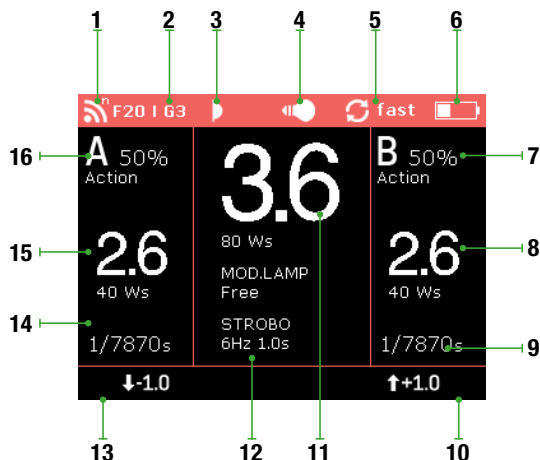 1 2 3 4 5 6
n F20 I G3 fast
16 A 50% 3.6 B 50% 7
Action Action
15 2.6 80 Ws 2.6 8
40 Ws MOD.LAMP 40 Ws
Free
14 STROBO
1/7870s 6Hz 1.0s 1/7870s 9
-1.0 +1.0
13 12 11 10